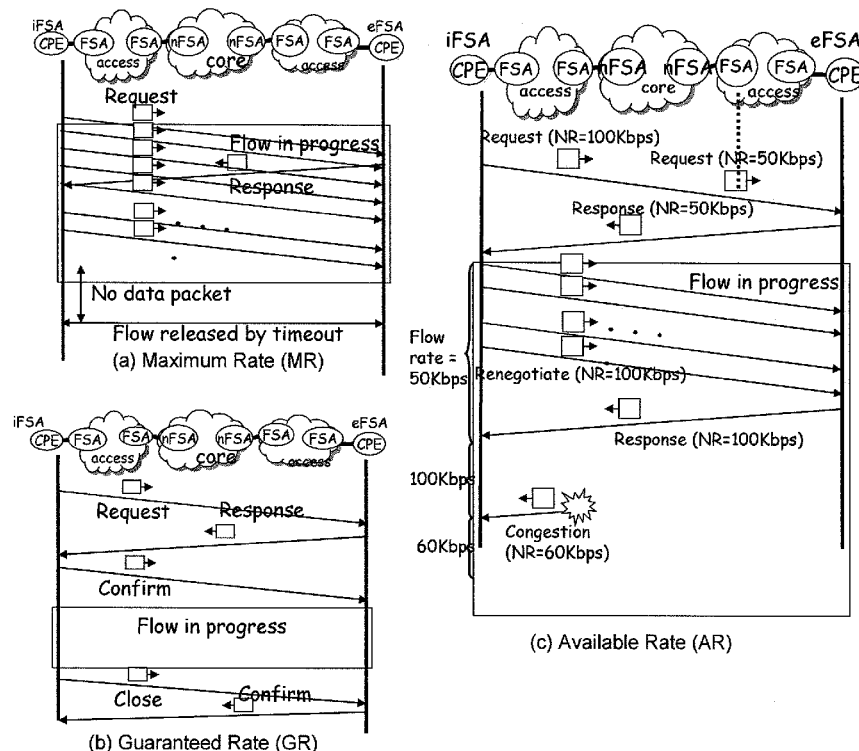 iFSA
eFSA
CPE FSA FSA nFSA nFSA FSA FSA CPE
access core access
Request
Flow in progress
Response
No data packet
Flow released by timeout
(a) Maximum Rate (MR)
iFSA
eFSA
CPE FSA FSA nFSA nFSA FSA FSA CPE
access core access
Request
Response
Confirm
Flow in progress
Close
Confirm
(b) Guaranteed Rate (GR)
iFSA
eFSA
CPE FSA FSA nFSA nFSA FSA FSA CPE
access core access
Request (NR=100Kbps)
Request (NR=50Kbps)
Response (NR=50Kbps)
Flow in progress
Flow
rate =
50Kbps
Renegotiate (NR=100Kbps)
Response (NR=100Kbps)
100Kbps
60Kbps
Congestion
(NR=60Kbps)
(c) Available Rate (AR)